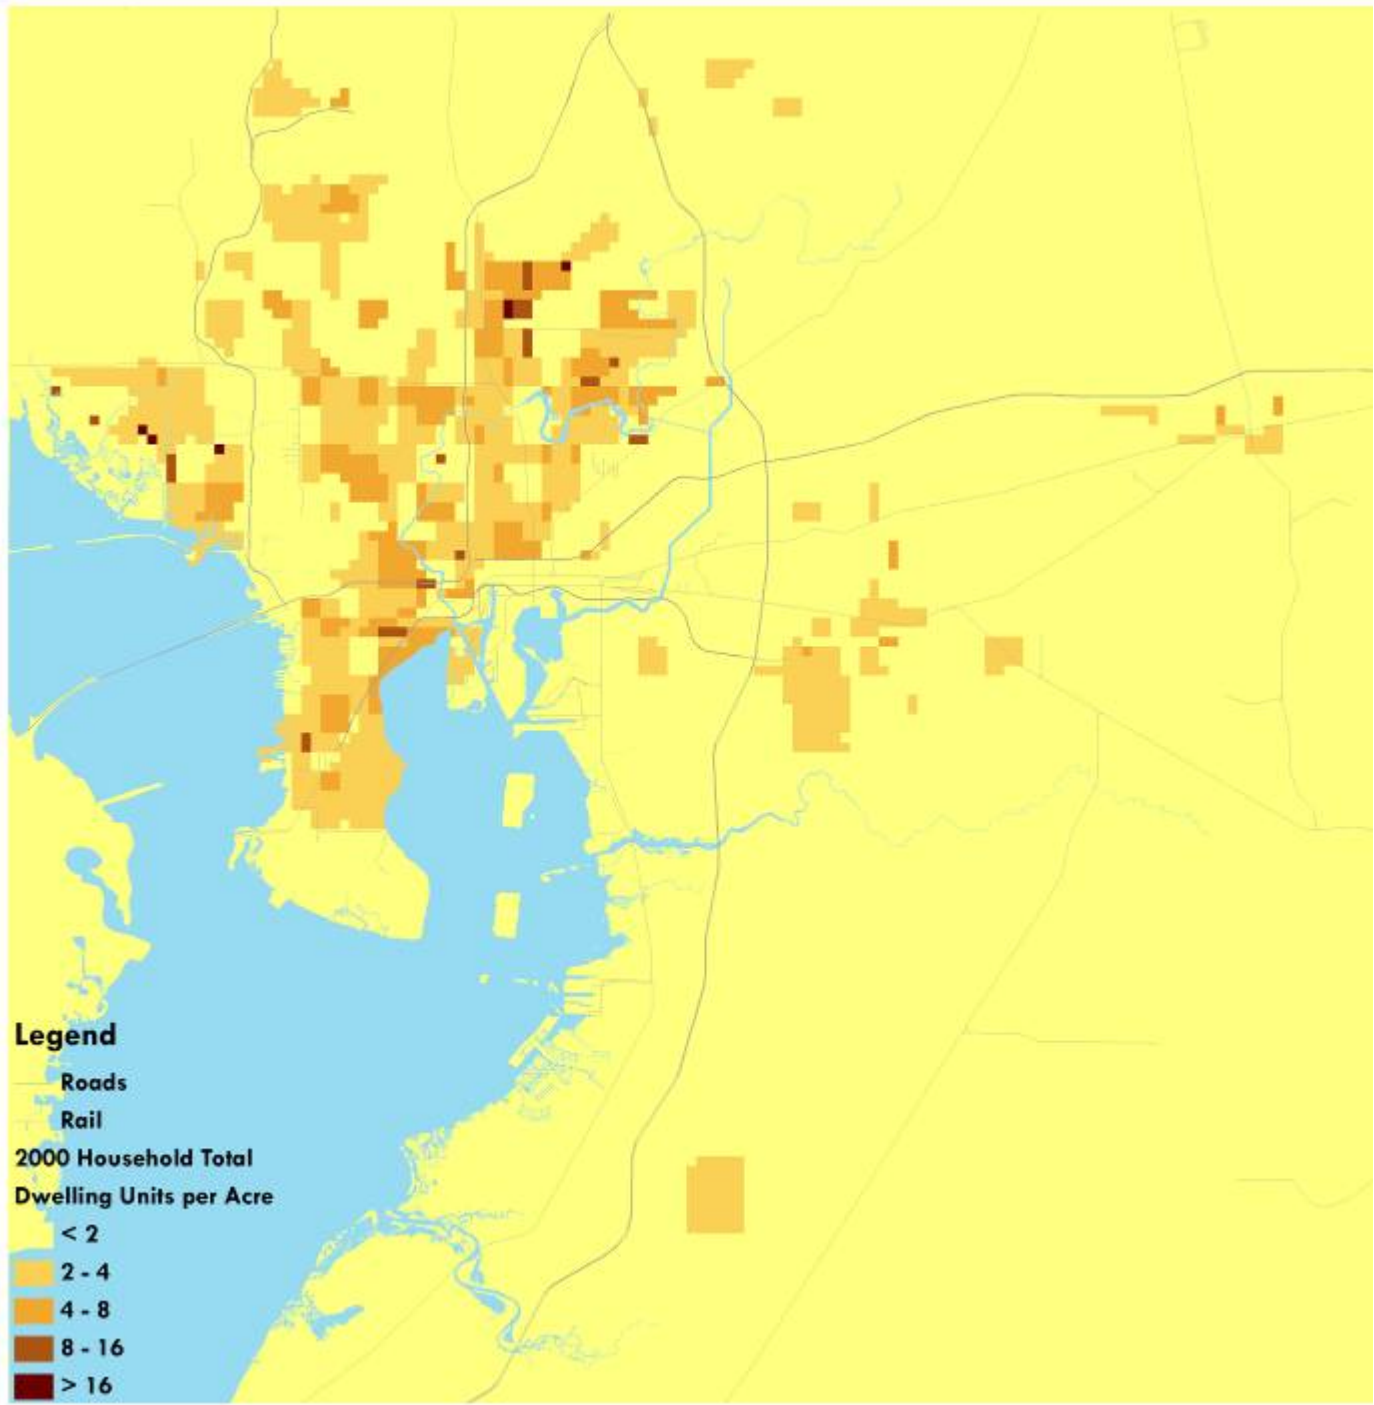 Legend
Roads
Rail
2000 Household Total
Dwelling Units per Acre
< 2
2 - 4
4 - 8
8 - 16
> 16